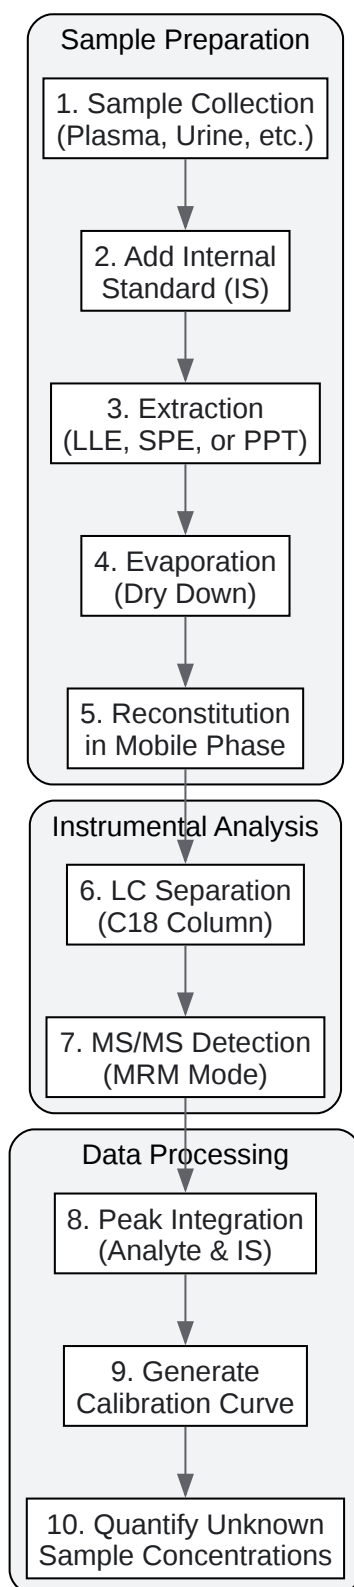 Sample Preparation
1. Sample Collection
(Plasma, Urine, etc.)
2. Add Internal
Standard (IS)
3. Extraction
(LLE, SPE, or PPT)
4. Evaporation
(Dry Down)
5. Reconstitution
in Mobile Phase
Instrumental Analysis
6. LC Separation
(C18 Column)
7. MS/MS Detection
(MRM Mode)
Data Processing
8. Peak Integration
(Analyte & IS)
9. Generate
Calibration Curve
10. Quantify Unknown
Sample Concentrations